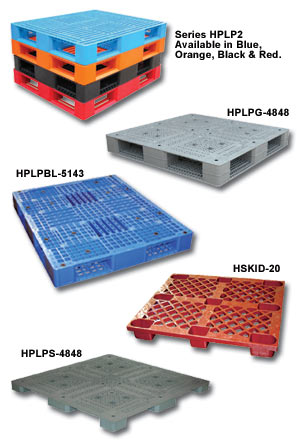 Series HPLP2
Available in Blue,
Orange, Black & Red.
HPLPG-4848
HPLPBL-5143
HSKID-20
HPLPS-4848